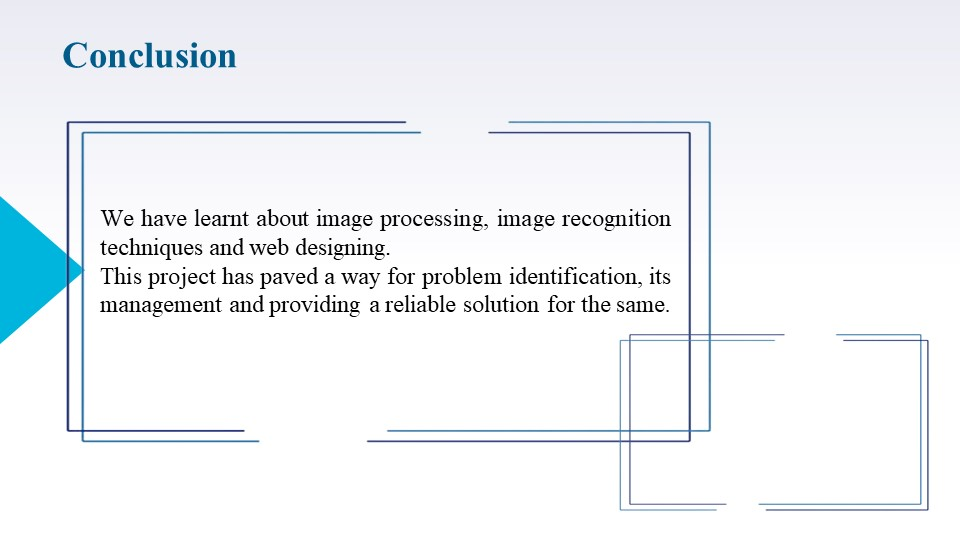 Conclusion
We have learnt about image processing, image recognition
techniques and web designing.
This project has paved a way for problem identification, its
management and providing a reliable solution for the same.